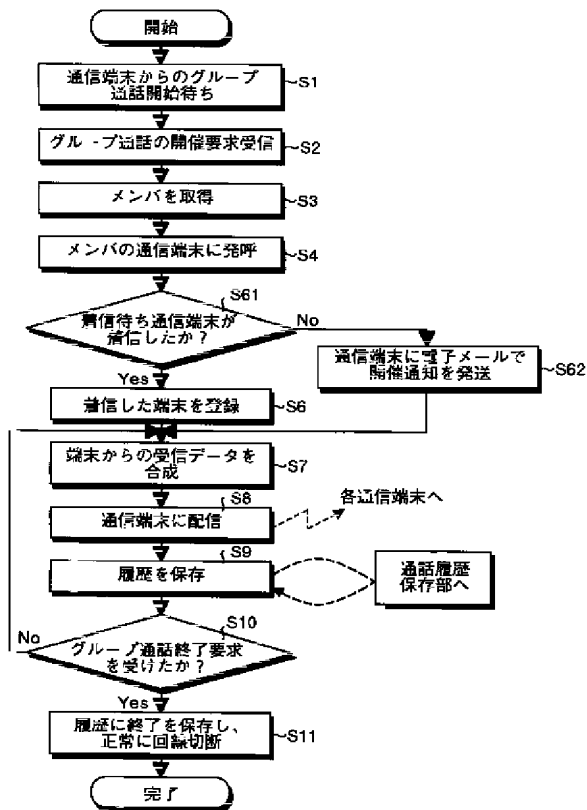 開始
通信端末からのグループ
通話開始待ち
~S1
グループ通話の開催要求受信
~S2
メンバを取得
~S3
メンバの通信端末に発呼
~S4
S61
着信待ち通信端末が
着信したか？
No
Yes
通信端末に電子メールで
開催通知を発送
~S62
着信した端末を登録
~S6
端末からの受信データを
合成
~S7
S8
通信端末に配信
各通信端末へ
S9
履歴を保存
通話履歴
保存部へ
S10
No
グループ通話終了要求
を受けたか？
Yes
履歴に終了を保存し、
正常に回線切断
~S11
完了